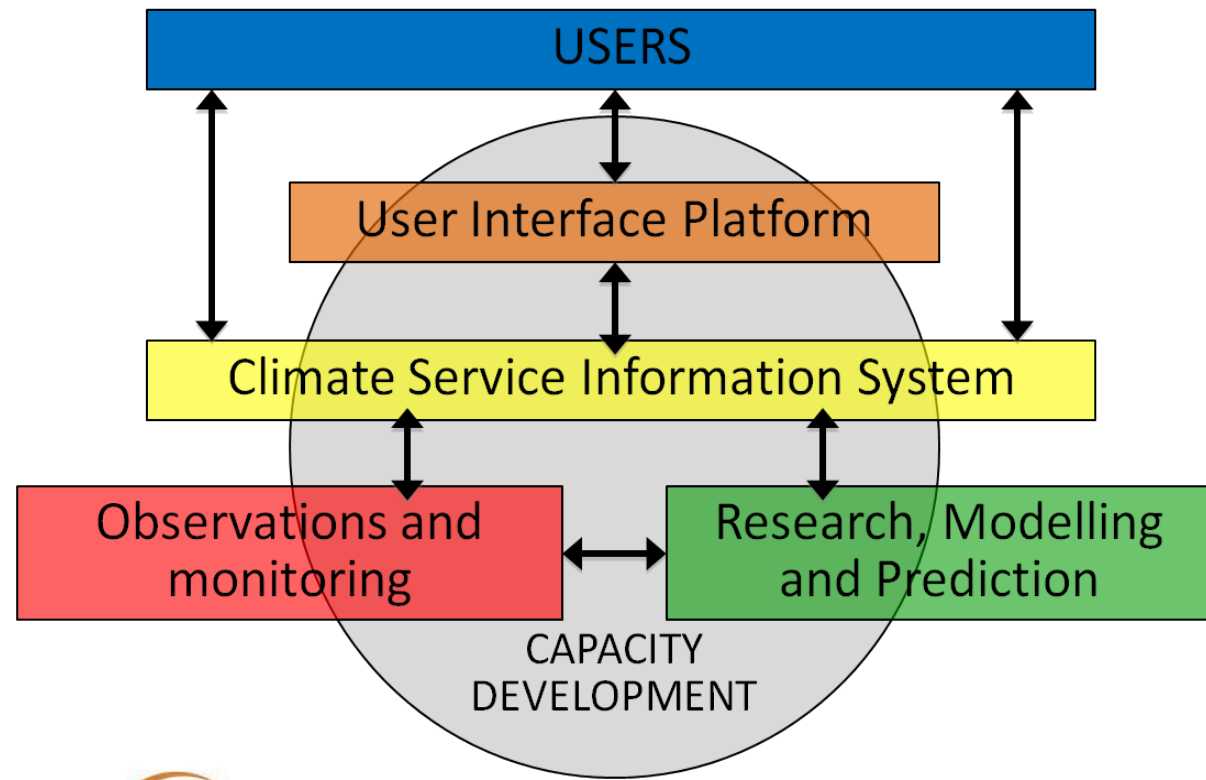 USERS
User Interface Platform
Climate Service Information System
Observations and
monitoring
Research, Modelling
and Prediction
CAPACITY
DEVELOPMENT